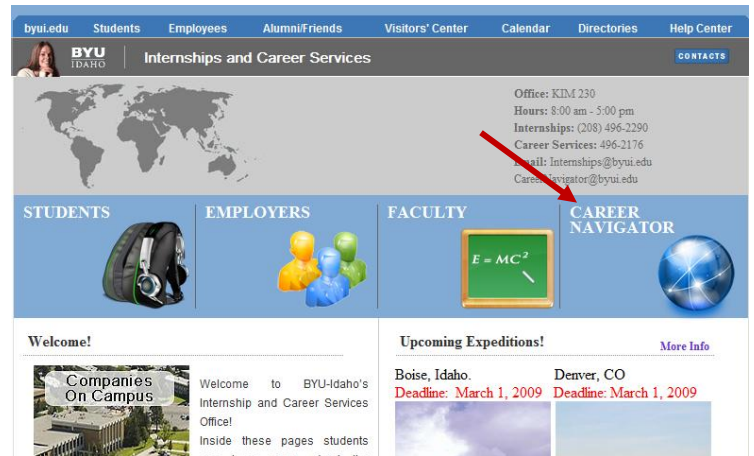 byui.edu Students Employees Alumni/Friends Visitors' Center Calendar Directories Help Center
BYU
IDAHO
Internships and Career Services
CONTACTS
Office: KIM 230
Hours: 8:00 am - 5:00 pm
Internships: (208) 496-2290
Career Services: 496-2176
Email: Internships@byui.edu
CareerNavigator@byui.edu
STUDENTS
EMPLOYERS
FACULTY
E = MC²
CAREER
NAVIGATOR
Welcome!
Companies
On Campus
Welcome to BYU-Idaho's
Internship and Career Services
Office!
Inside these pages students
Upcoming Expeditions!
More Info
Boise, Idaho.
Deadline: March 1, 2009
Denver, CO
Deadline: March 1, 2009